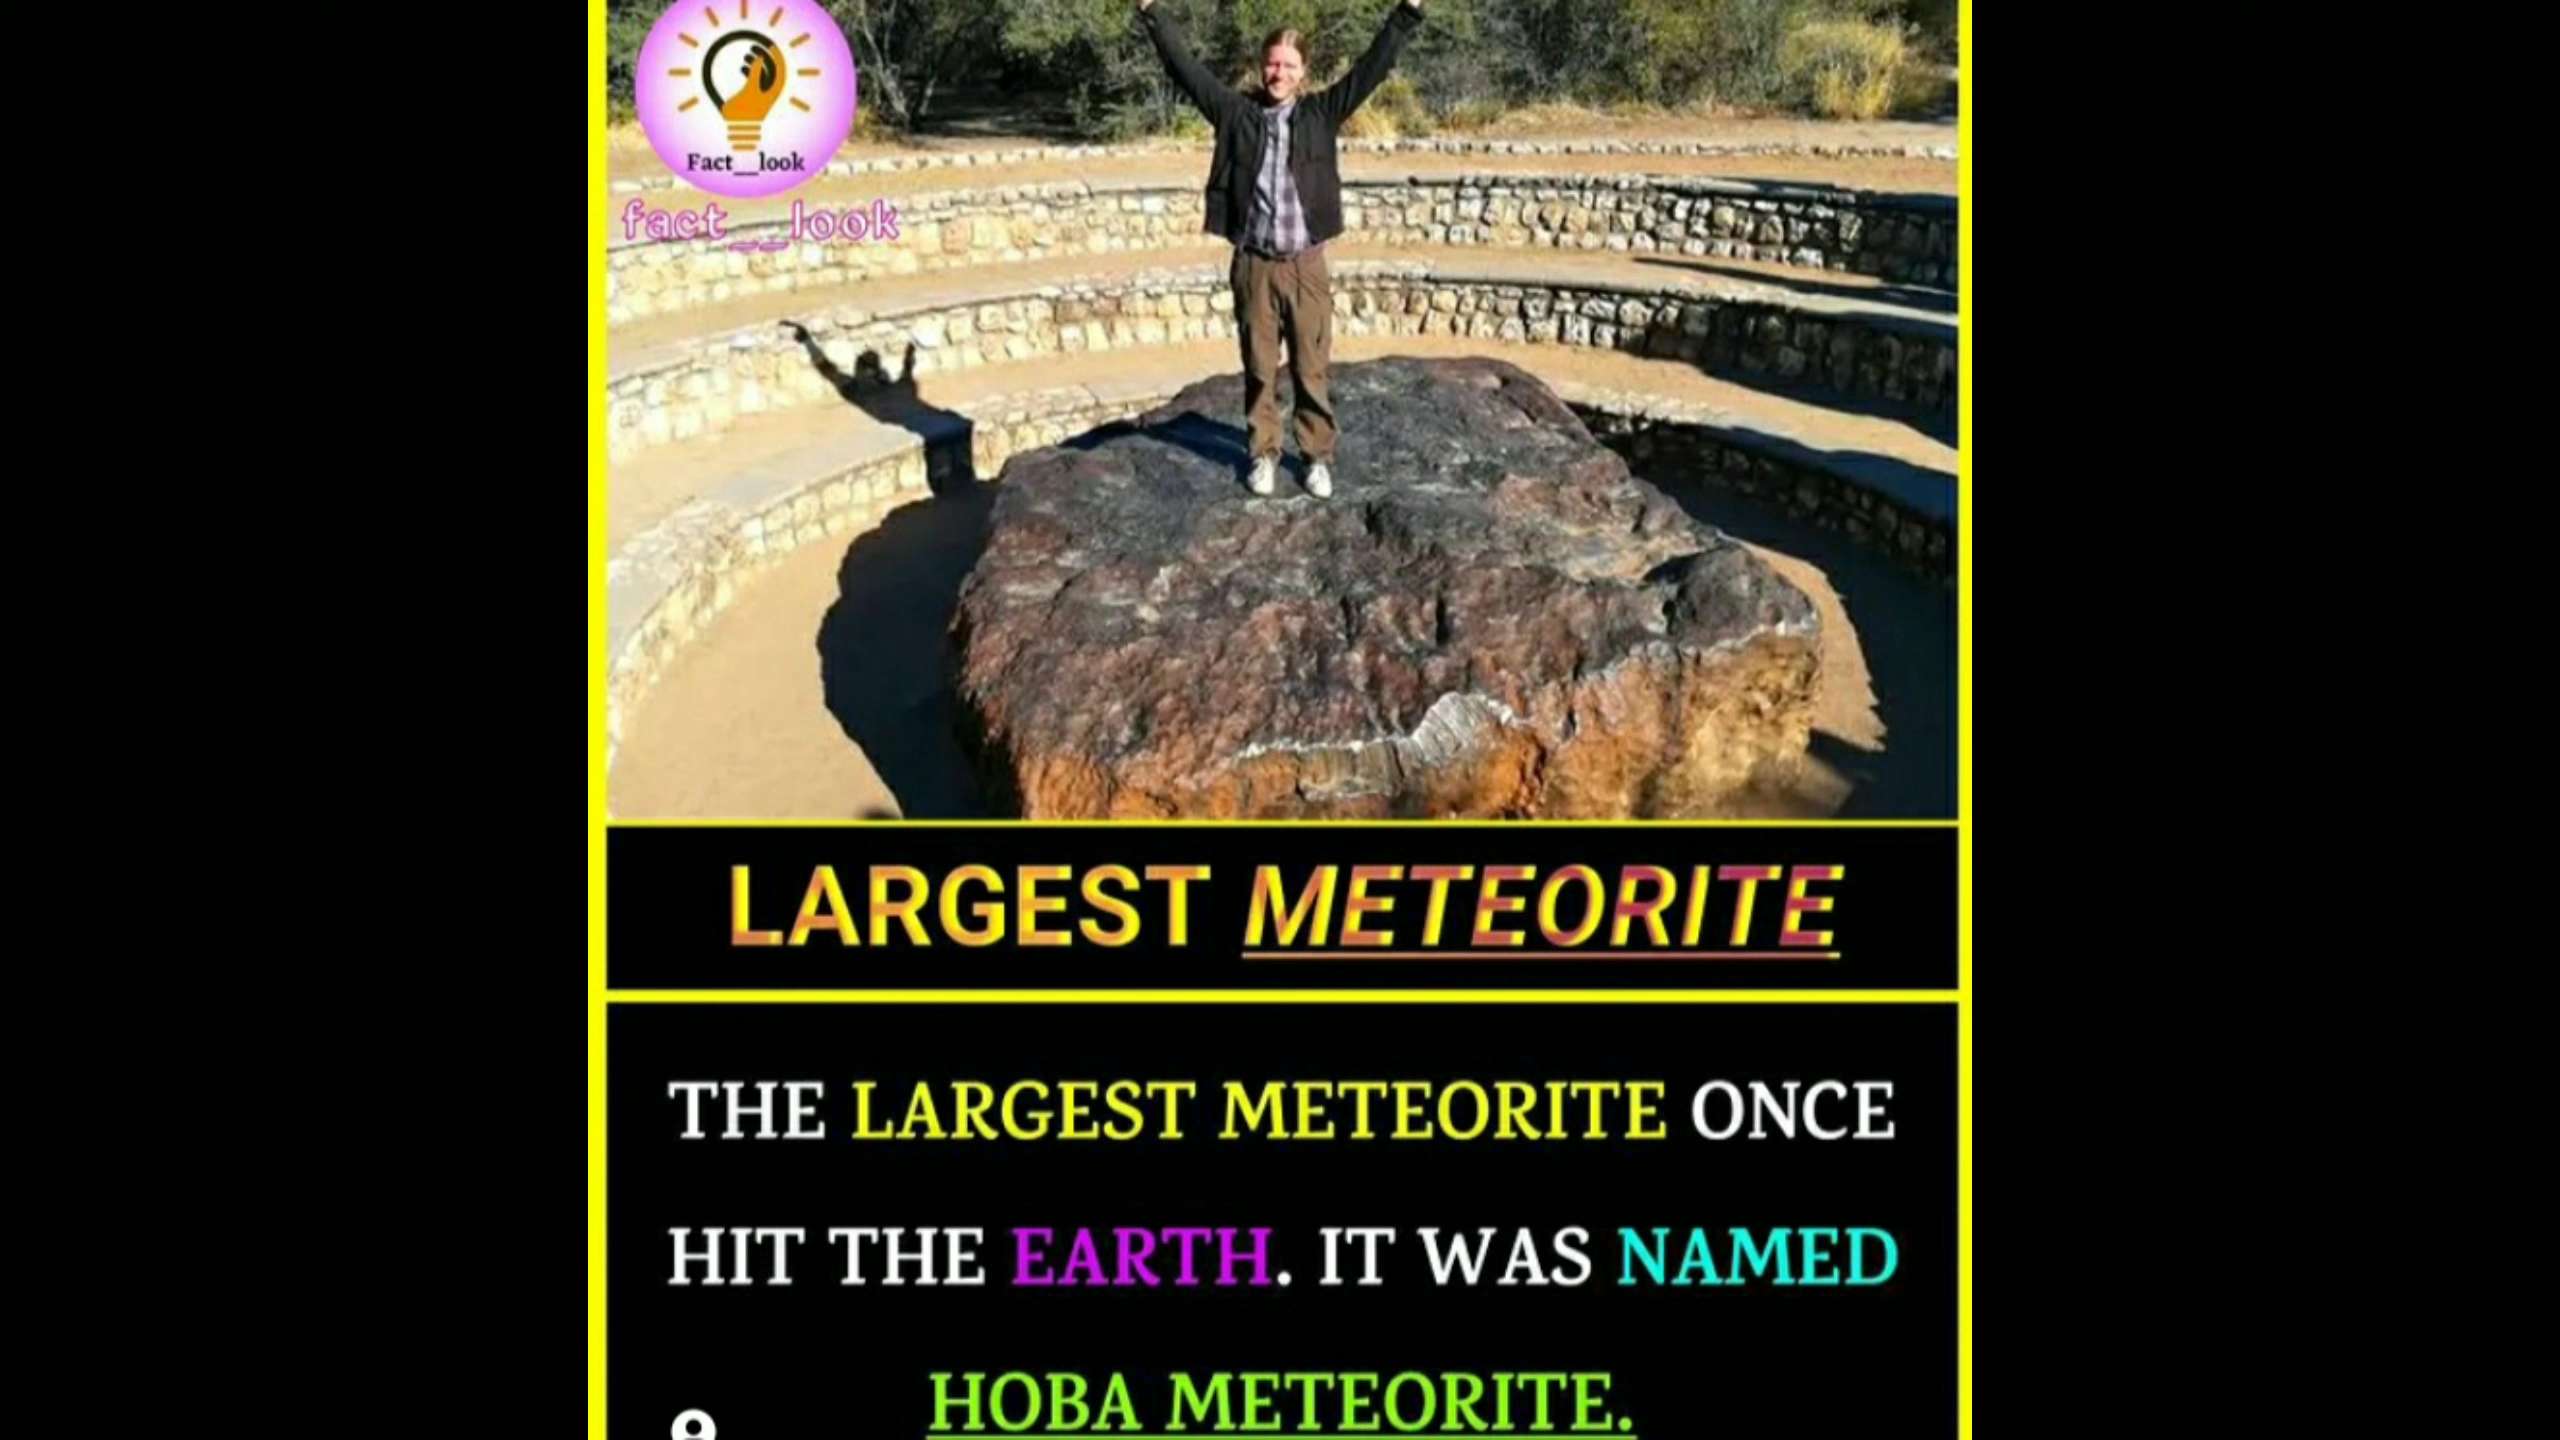 Fact__look
fact__look
LARGEST METEORITE
THE LARGEST METEORITE ONCE
HIT THE EARTH. IT WAS NAMED
HOBA METEORITE.